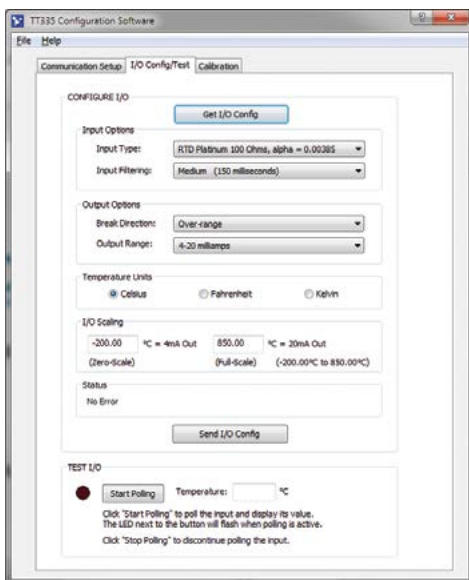 TT335 Configuration Software
File Help
Communication Setup I/O Config/Test Calibration
CONFIGURE I/O
Get I/O Config
Input Options
Input Type: RTD Platinum 100 Ohms, alpha = 0.00385
Input Filtering: Medium (150 milliseconds)
Output Options
Break Direction: Over-range
Output Range: 4-20 milliamps
Temperature Units
Celsius Fahrenheit Kelvin
I/O Scaling
-200.00 °C = 4mA Out 850.00 °C = 20mA Out
(Zero-Scale) (Full-Scale) (-200.00°C to 850.00°C)
Status
No Error
Send I/O Config
TEST I/O
Start Polling Temperature: °C
Click "Start Polling" to poll the input and display its value.
The LED next to the button will flash when polling is active.
Click "Stop Polling" to discontinue polling the input.